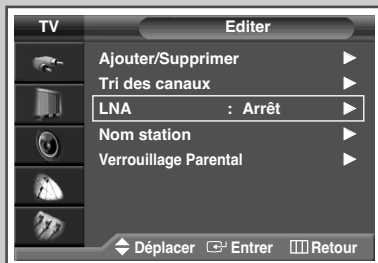 TV
Editer
Ajouter/Supprimer
Tri des canaux
LNA : Arrêt
Nom station
Verrouillage Parental
Déplacer Entrer Retour